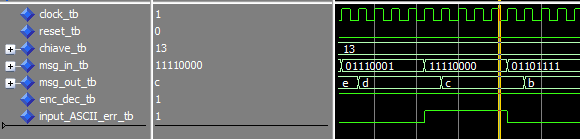 clock_tb 1
reset_tb 0
chiave_tb 13 13
msg_in_tb 11110000 01110001 11110000 01101111
msg_out_tb c e d c b
enc_dec_tb 1
input_ASCII_err_tb 1